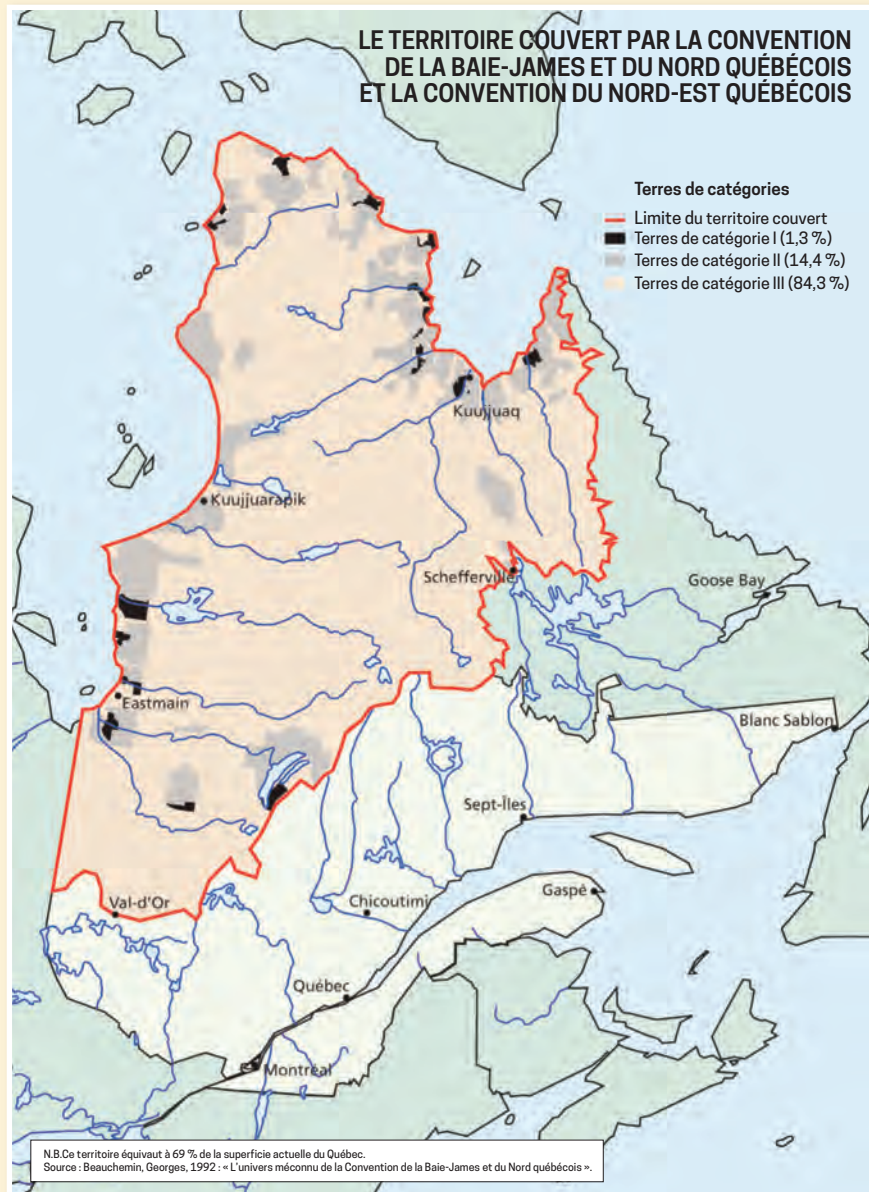 LE TERRITOIRE COUVERT PAR LA CONVENTION
DE LA BAIE-JAMES ET DU NORD QUÉBÉCOIS
ET LA CONVENTION DU NORD-EST QUÉBÉCOIS
Terres de catégories
Limite du territoire couvert
Terres de catégorie I (1,3 %)
Terres de catégorie II (14,4 %)
Terres de catégorie III (84,3 %)
Kuujjuaq
Kuujjuarapik
Schefferville
Goose Bay
Eastmain
Blanc Sablon
Sept-Îles
Val-d'Or
Chicoutimi
Gaspé
Québec
Montréal
N.B.Ce territoire équivaut à 69 % de la superficie actuelle du Québec.
Source : Beauchemin, Georges, 1992 : « L'univers méconnu de la Convention de la Baie-James et du Nord québécois ».